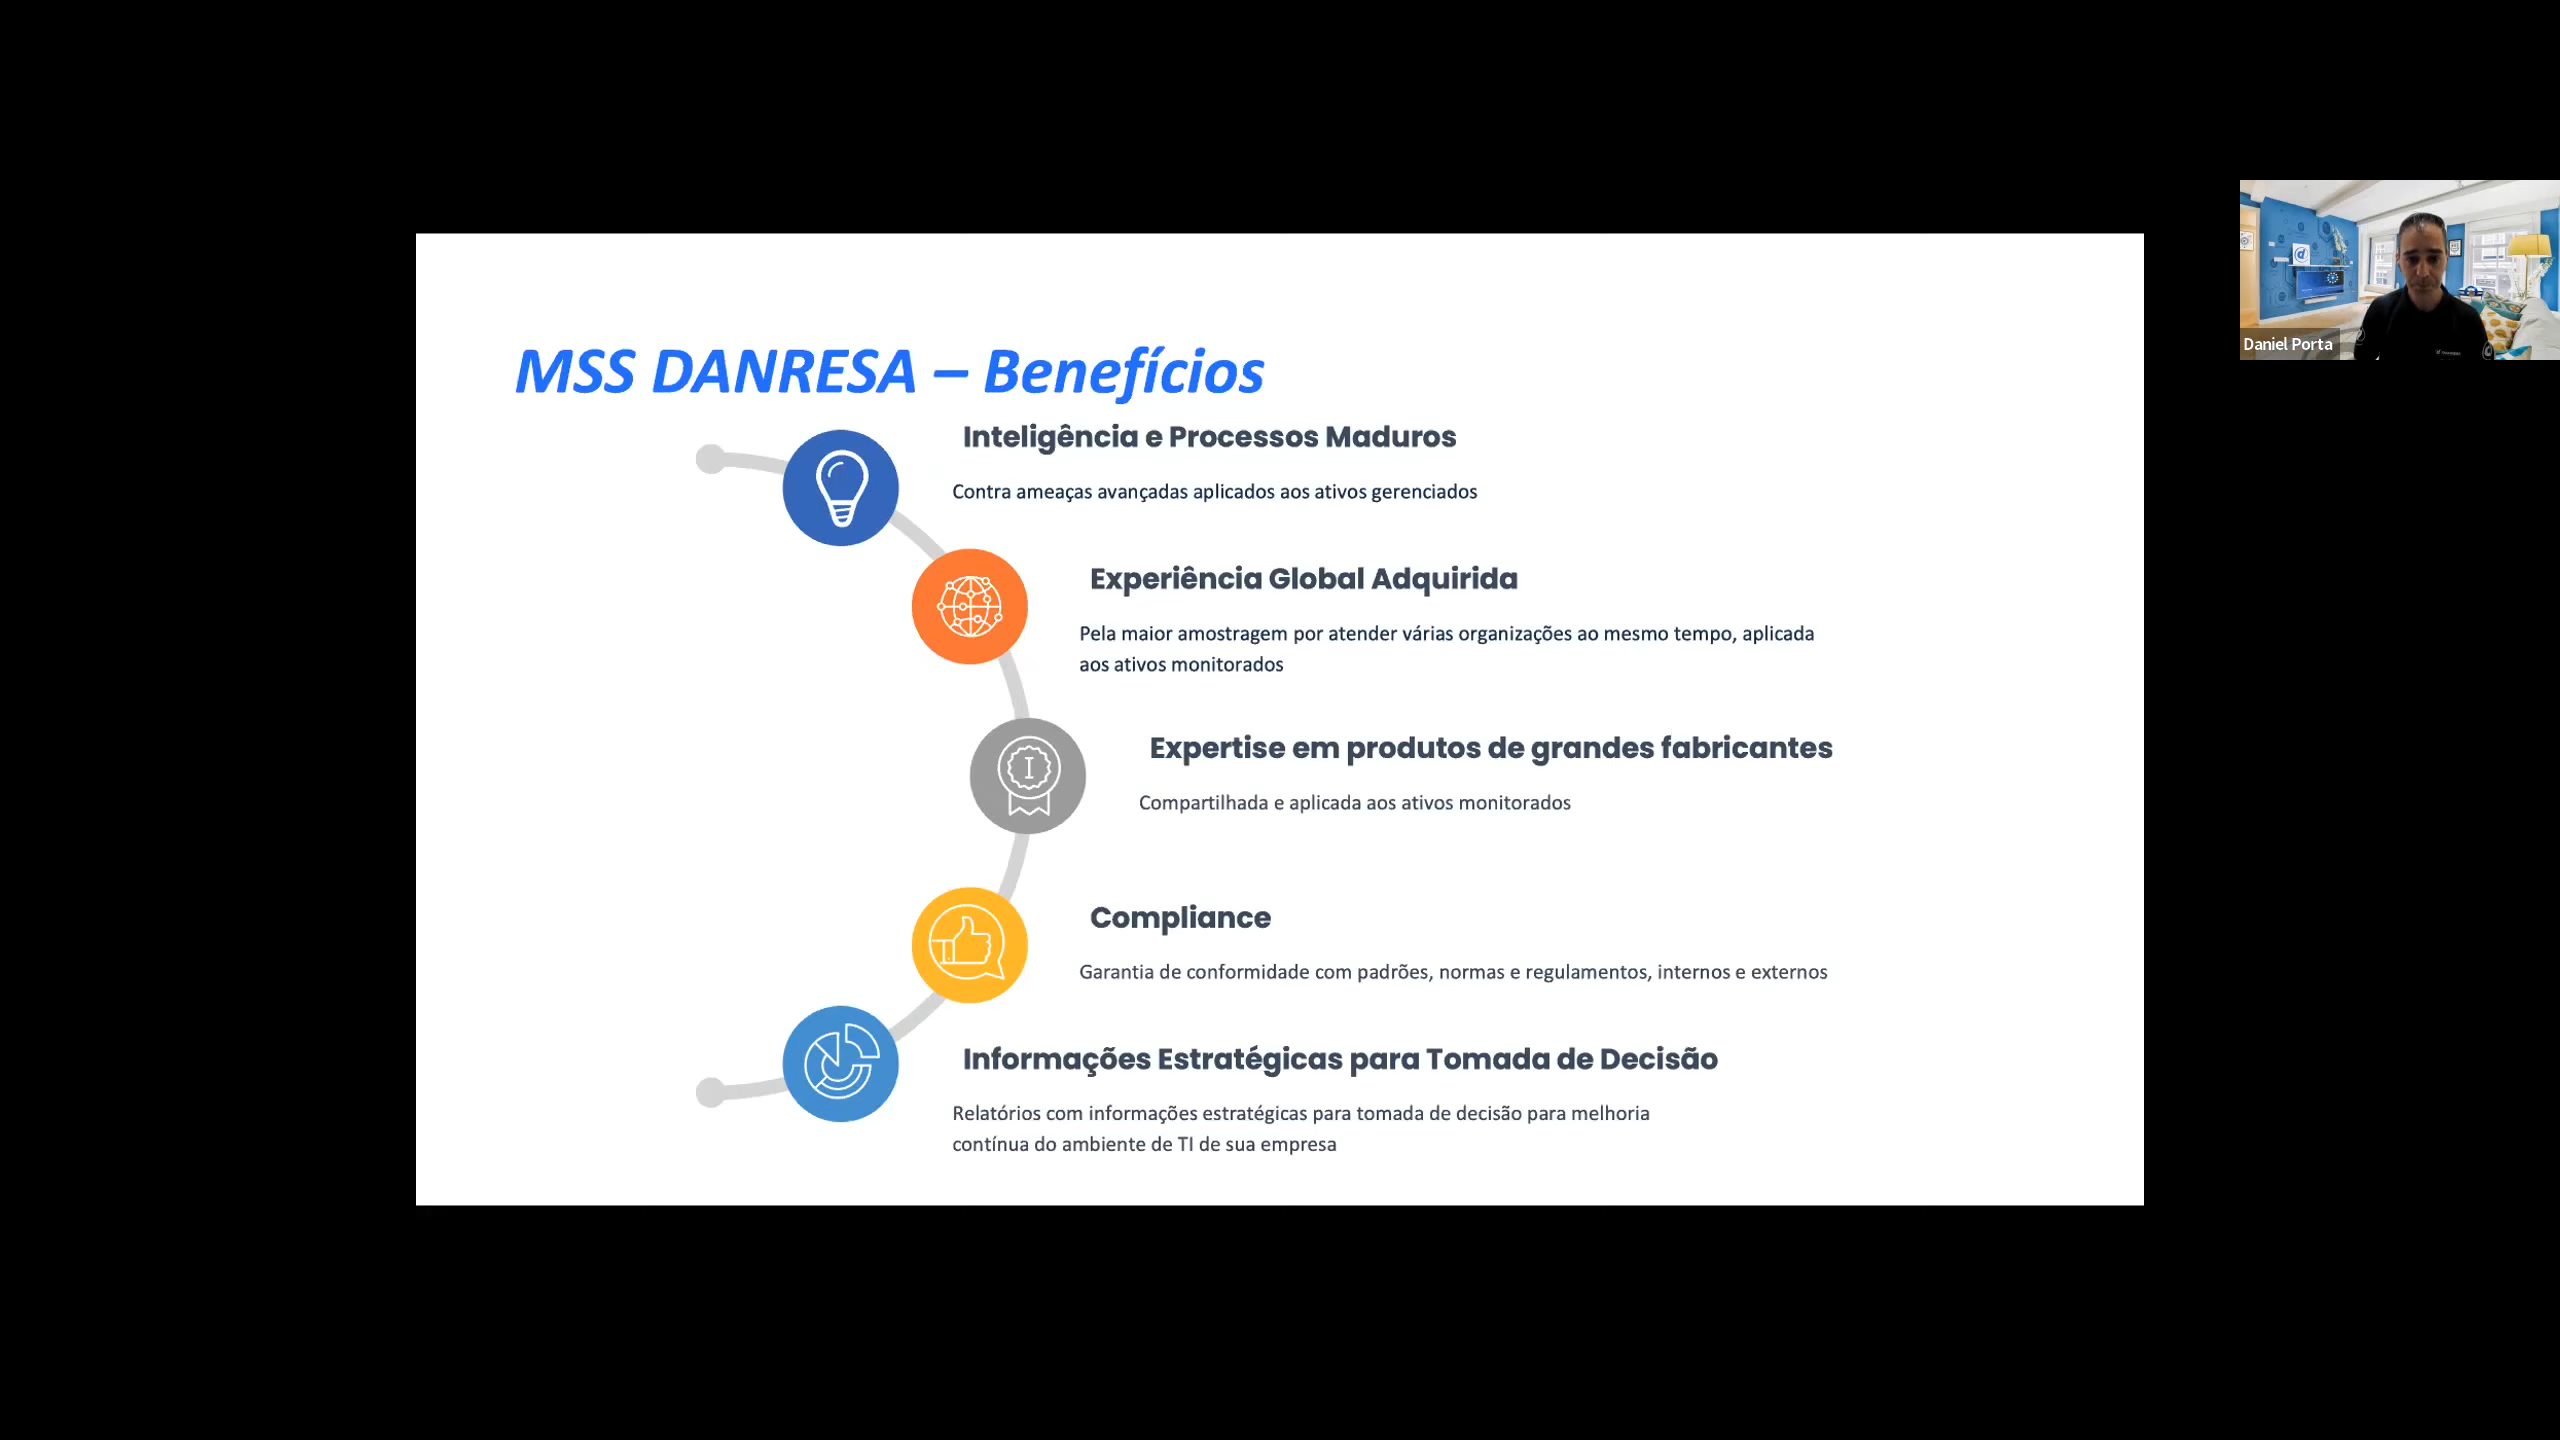 MSS DANRESA – Benefícios
Inteligência e Processos Maduros
Contra ameaças avançadas aplicados aos ativos gerenciados
Experiência Global Adquirida
Pela maior amostragem por atender várias organizações ao mesmo tempo, aplicada
aos ativos monitorados
Expertise em produtos de grandes fabricantes
Compartilhada e aplicada aos ativos monitorados
Compliance
Garantia de conformidade com padrões, normas e regulamentos, internos e externos
Informações Estratégicas para Tomada de Decisão
Relatórios com informações estratégicas para tomada de decisão para melhoria
contínua do ambiente de TI de sua empresa
Daniel Porta